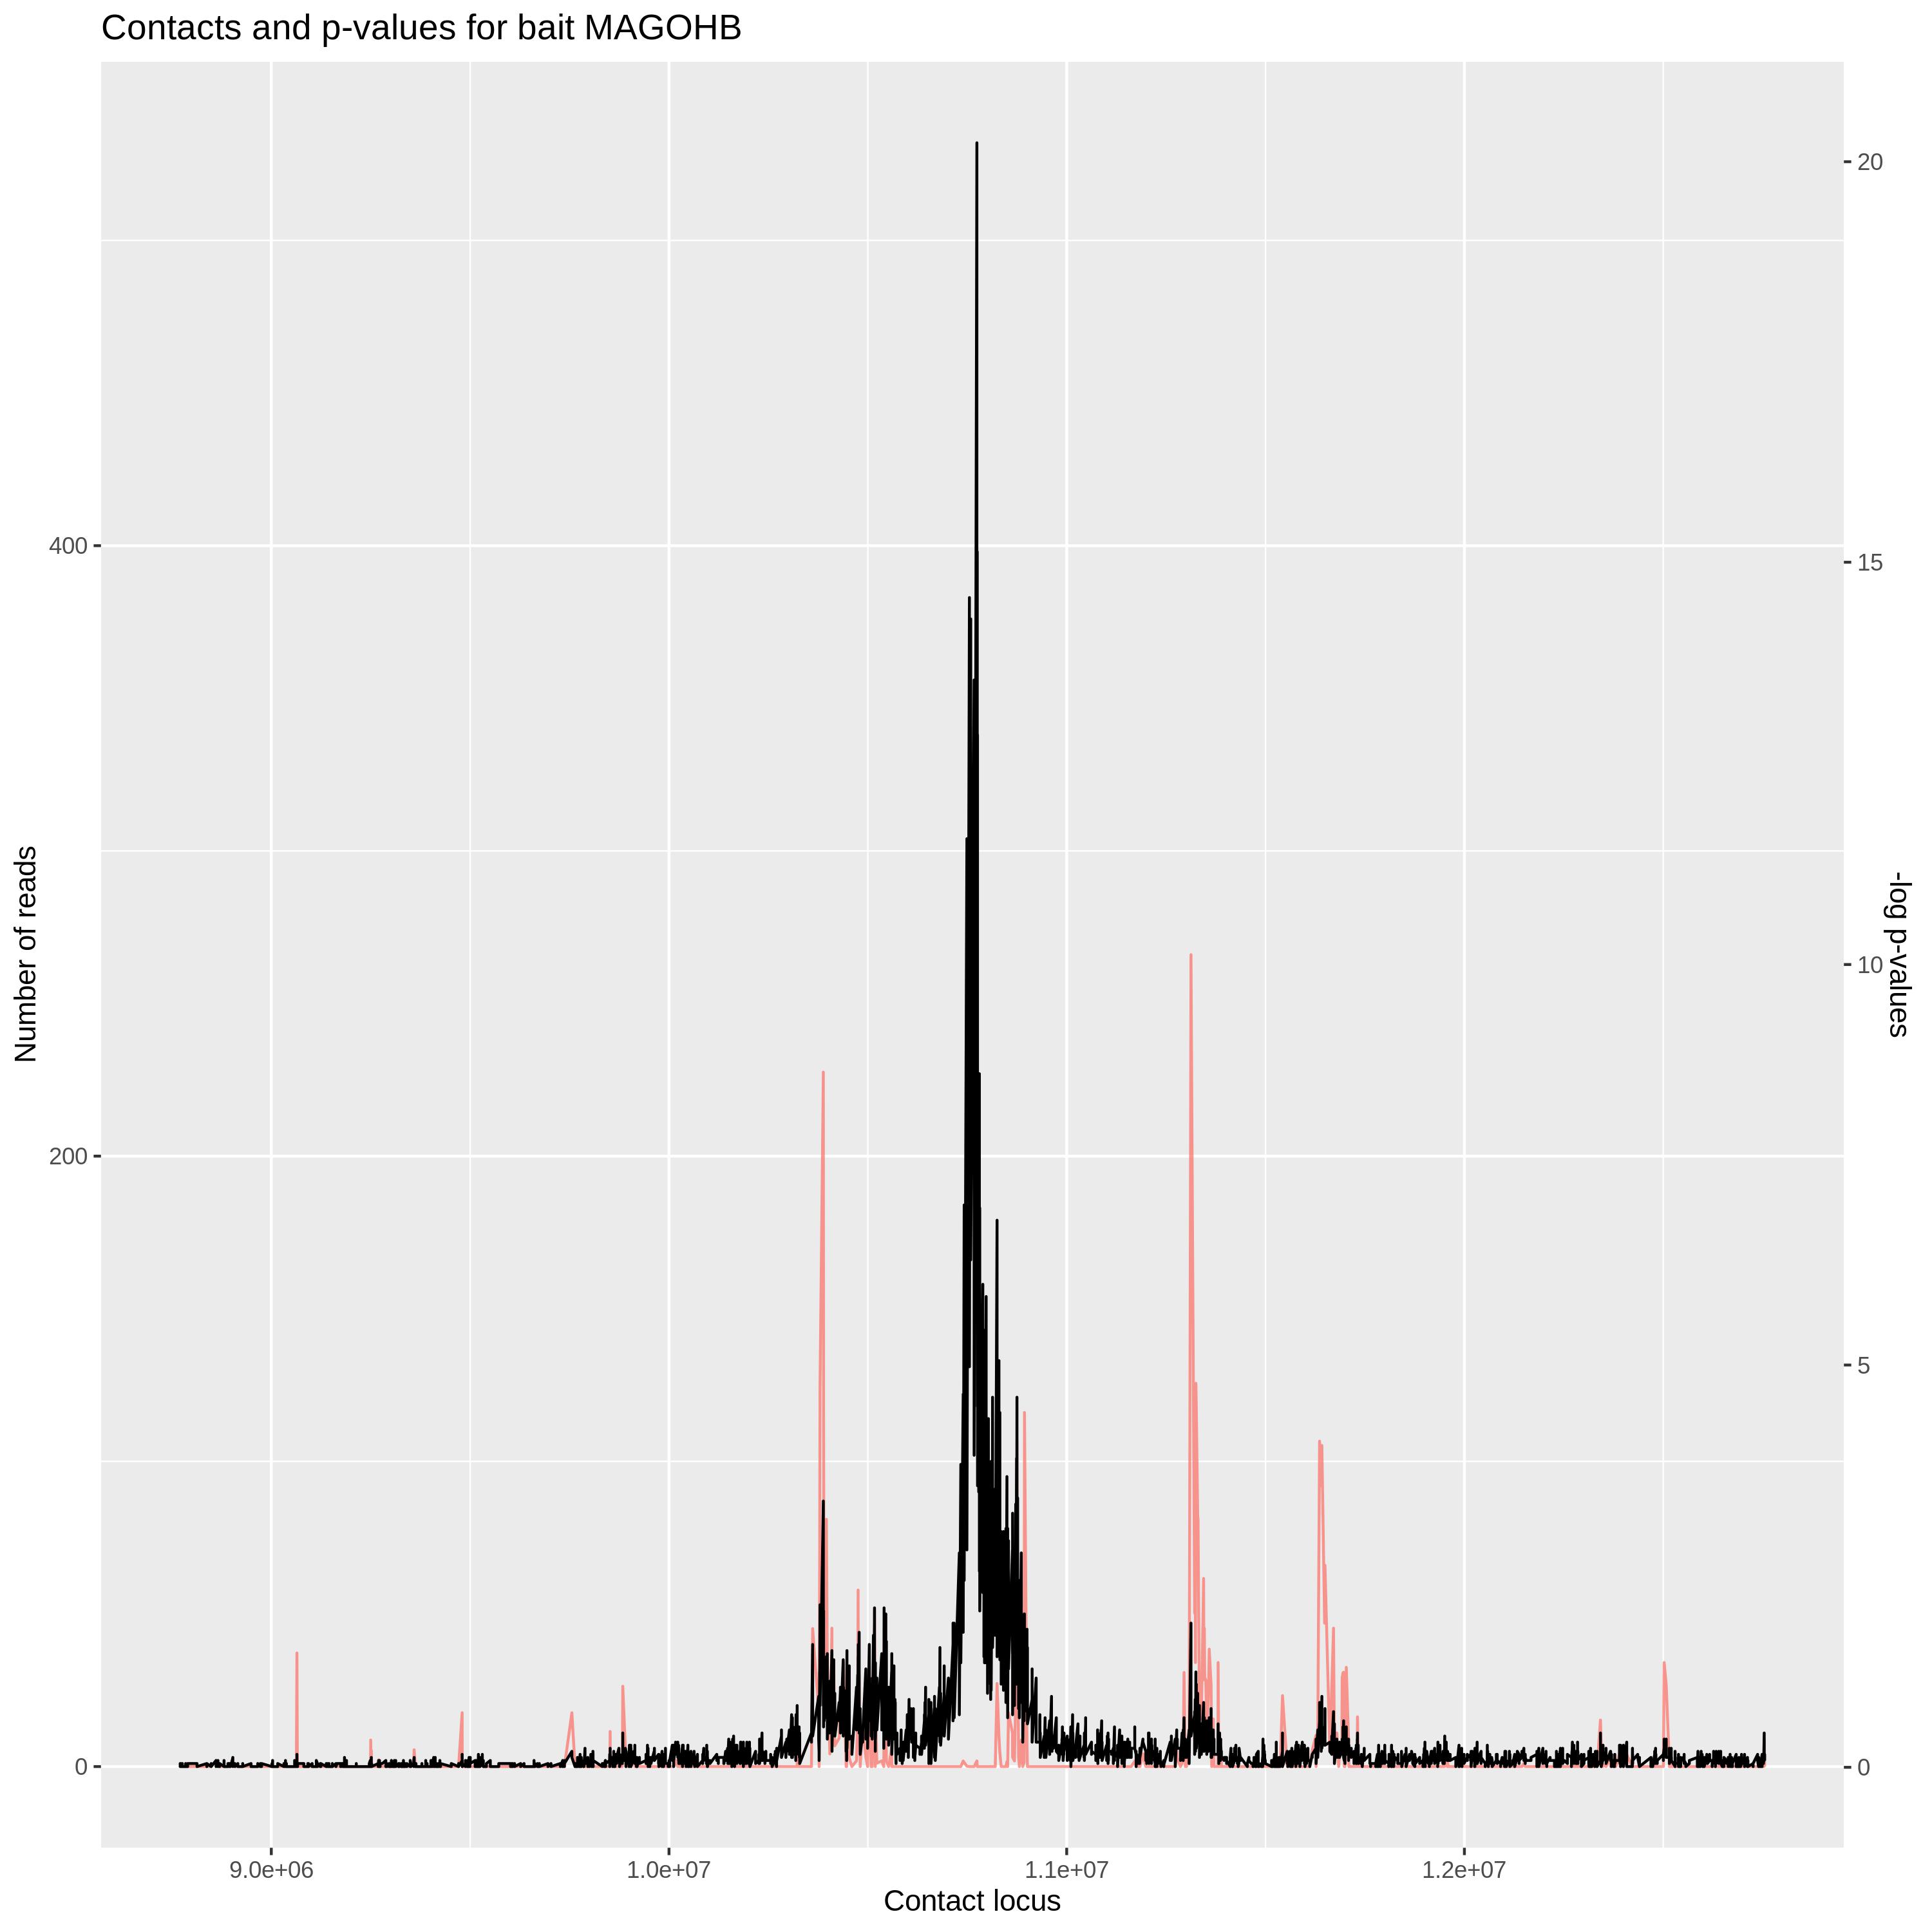 Contacts and p-values for bait MAGOHB
Number of reads
400
200
0
20
15
10
5
0
-log p-values
9.0e+06
1.0e+07
1.1e+07
1.2e+07
Contact locus